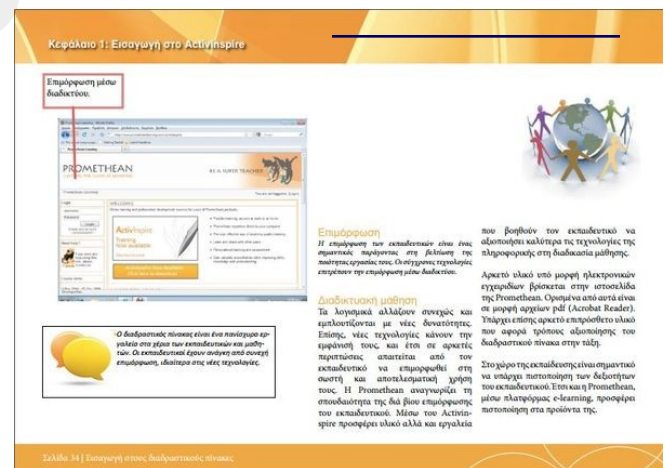 Κεφάλαιο 1: Εισαγωγή στο ActivInspire
Επιμόρφωση μέσω
διαδικτύου.
PROMETHEAN
ActivInspire
Training
Now available
-Ο διαδραστικός πίνακας είναι ένα πανίσχυρο ερ-
γαλείο στα χέρια των εκπαιδευτικών και μαθη-
τών. Οι εκπαιδευτικοί έχουν ανάγκη από συνεχή
επιμόρφωση, ιδιαίτερα στις νέες τεχνολογίες.
Επιμόρφωση
Η επιμόρφωση των εκπαιδευτικών είναι ένας
σημαντικός παράγοντας στη βελτίωση της
ποιότητας εργασίας τους. Οι σύγχρονες τεχνολογίες
επιτρέπουν την επιμόρφωση μέσω διαδικτύου.
Διαδικτυακή μάθηση
Τα λογισμικά αλλάζουν συνεχώς και
εμπλουτίζονται με νέες δυνατότητες.
Επίσης, νέες τεχνολογίες κάνουν την
εμφάνισή τους, και έτσι σε αρκετές
περιπτώσεις απαιτείται από τον
εκπαιδευτικό να επιμορφωθεί στη
σωστή και αποτελεσματική χρήση
τους. Η Promethean αναγνωρίζει τη
σπουδαιότητα της διά βίου επιμόρφωσης
του εκπαιδευτικού. Μέσω του Activin-
spire προσφέρει υλικό αλλά και εργαλεία
που βοηθούν τον εκπαιδευτικό να
αξιοποιήσει καλύτερα τις τεχνολογίες της
πληροφορικής στη διαδικασία μάθησης.
Αρκετό υλικό υπό μορφή ηλεκτρονικών
εγχειριδίων βρίσκεται στην ιστοσελίδα
της Promethean. Ορισμένα από αυτά είναι
σε μορφή αρχείων pdf (Acrobat Reader).
Υπάρχει επίσης αρκετό επιπρόσθετο υλικό
που αφορά τρόπους αξιοποίησης του
διαδραστικού πίνακα στην τάξη.
Στο χώρο της εκπαίδευσης είναι σημαντικό
να υπάρχει πιστοποίηση των δεξιοτήτων
του εκπαιδευτικού. Έτσι και η Promethean,
μέσω πλατφόρμας e-learning, προσφέρει
πιστοποίηση στα προϊόντα της.
Σελίδα 34 | Εισαγωγή στους διαδραστικούς πίνακες